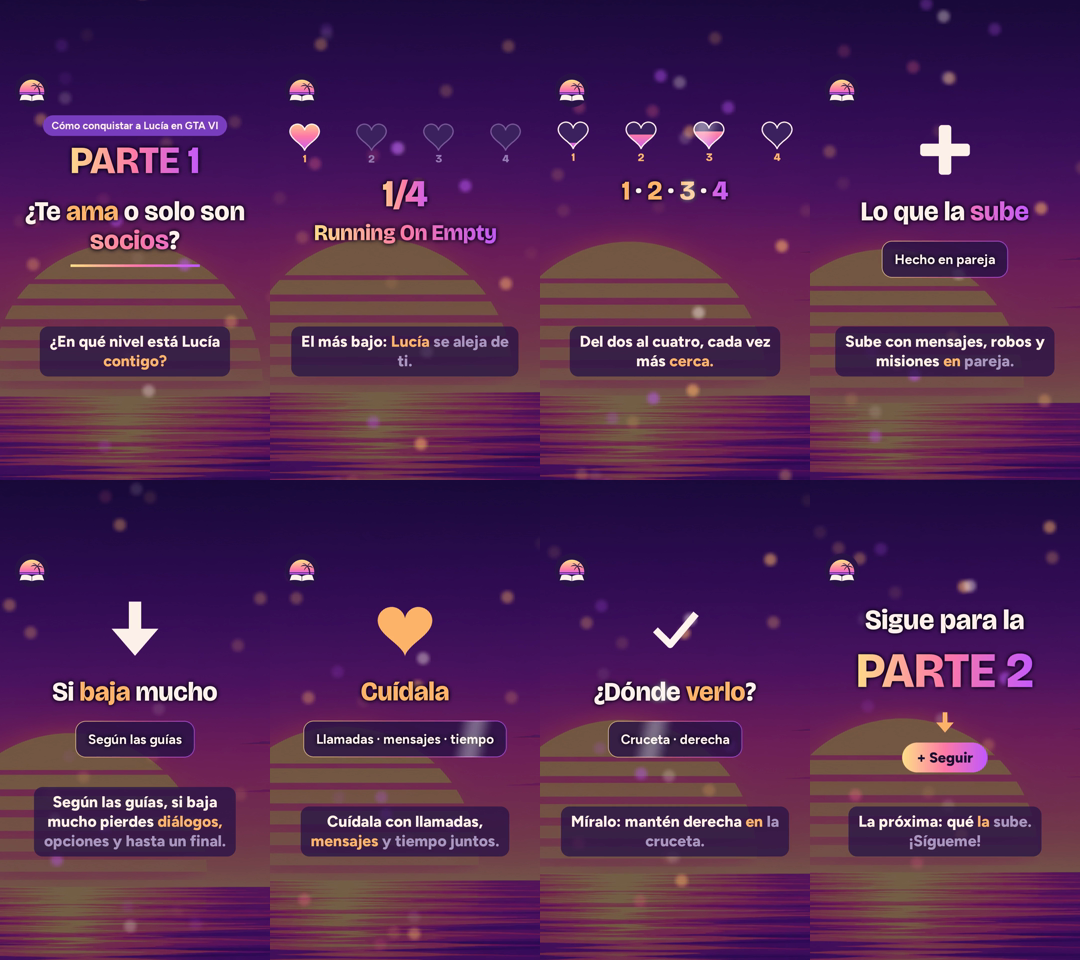 Cómo conquistar a Lucía en GTA VI
PARTE 1
¿Te ama o solo son
socios?
¿En qué nivel está Lucía
contigo?
1 2 3 4
1/4
Running On Empty
El más bajo: Lucía se aleja de
ti.
1 2 3 4
1 · 2 · 3 · 4
Del dos al cuatro, cada vez
más cerca.
Lo que la sube
Hecho en pareja
Sube con mensajes, robos y
misiones en pareja.
Si baja mucho
Según las guías
Según las guías, si baja
mucho pierdes diálogos,
opciones y hasta un final.
Cuídala
Llamadas · mensajes · tiempo
Cuídala con llamadas,
mensajes y tiempo juntos.
¿Dónde verlo?
Cruceta · derecha
Míralo: mantén derecha en la
cruceta.
Sigue para la
PARTE 2
+ Seguir
La próxima: qué la sube.
¡Sígueme!